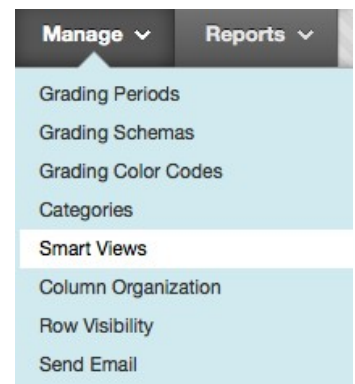 Manage Reports
Grading Periods
Grading Schemas
Grading Color Codes
Categories
Smart Views
Column Organization
Row Visibility
Send Email